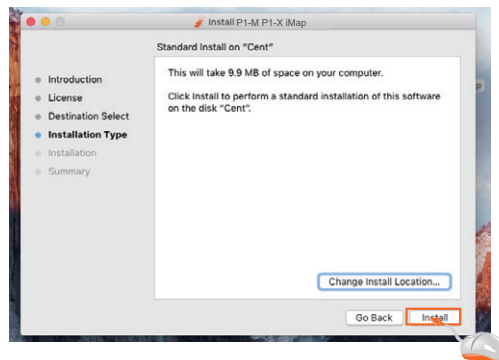 Install P1-M P1-X iMap
Standard Install on "Cent"
Introduction
License
Destination Select
Installation Type
Installation
Summary
This will take 9.9 MB of space on your computer.
Click Install to perform a standard installation of this software
on the disk "Cent".
Change Install Location...
Go Back
Install